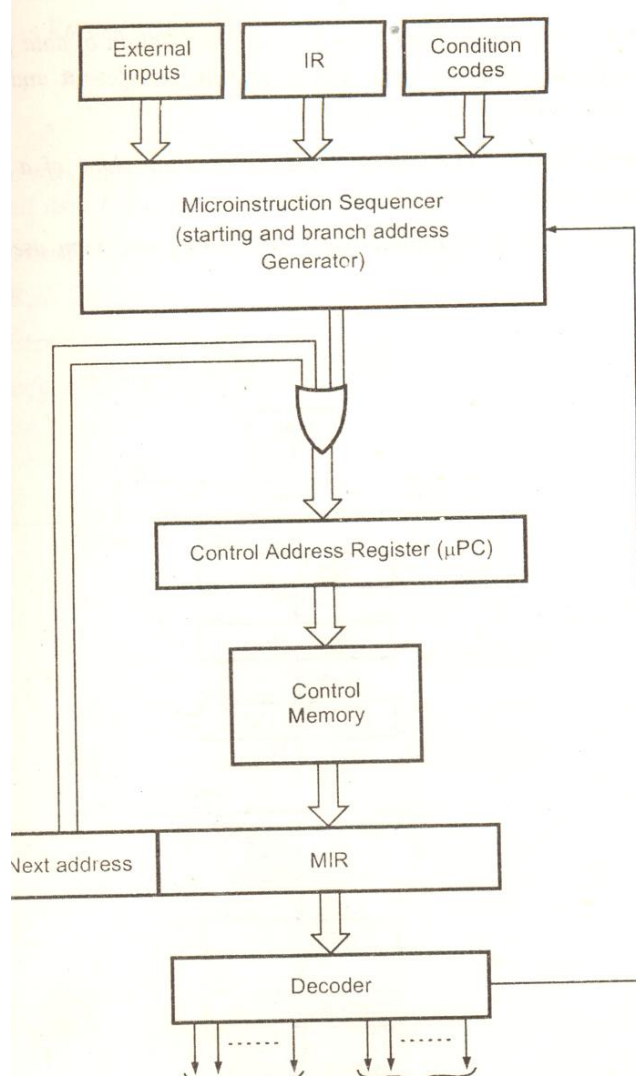 External
inputs
IR
Condition
codes
Microinstruction Sequencer
(starting and branch address
Generator)
Control Address Register (μPC)
Control
Memory
Next address
MIR
Decoder